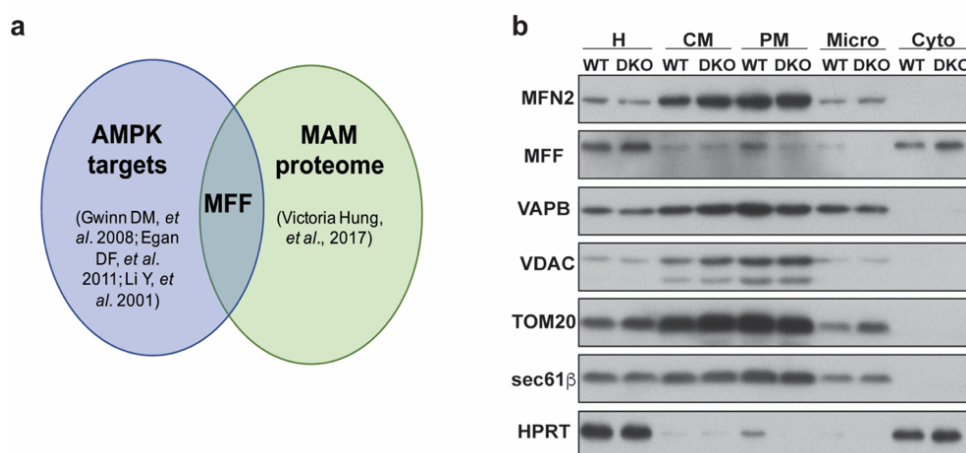 a
AMPK
targets
(Gwinn DM, et
al. 2008;Egan
DF, et al.
2011;Li Y, et
al. 2001)
MFF
MAM
proteome
(Victoria Hung,
et al., 2017)
b
H CM PM Micro Cyto
WT DKO WT DKO WT DKO WT DKO WT DKO
MFN2
MFF
VAPB
VDAC
TOM20
sec61β
HPRT